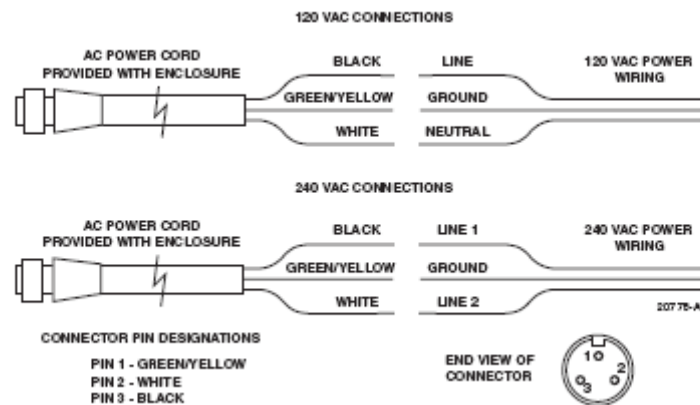 120 VAC CONNECTIONS
AC POWER CORD
PROVIDED WITH ENCLOSURE
BLACK
LINE
120 VAC POWER
WIRING
GREEN/YELLOW
GROUND
WHITE
NEUTRAL
240 VAC CONNECTIONS
AC POWER CORD
PROVIDED WITH ENCLOSURE
BLACK
LINE 1
240 VAC POWER
WIRING
GREEN/YELLOW
GROUND
WHITE
LINE 2
20775-A
CONNECTOR PIN DESIGNATIONS
PIN 1 - GREEN/YELLOW
PIN 2 - WHITE
PIN 3 - BLACK
END VIEW OF
CONNECTOR
1
2
3